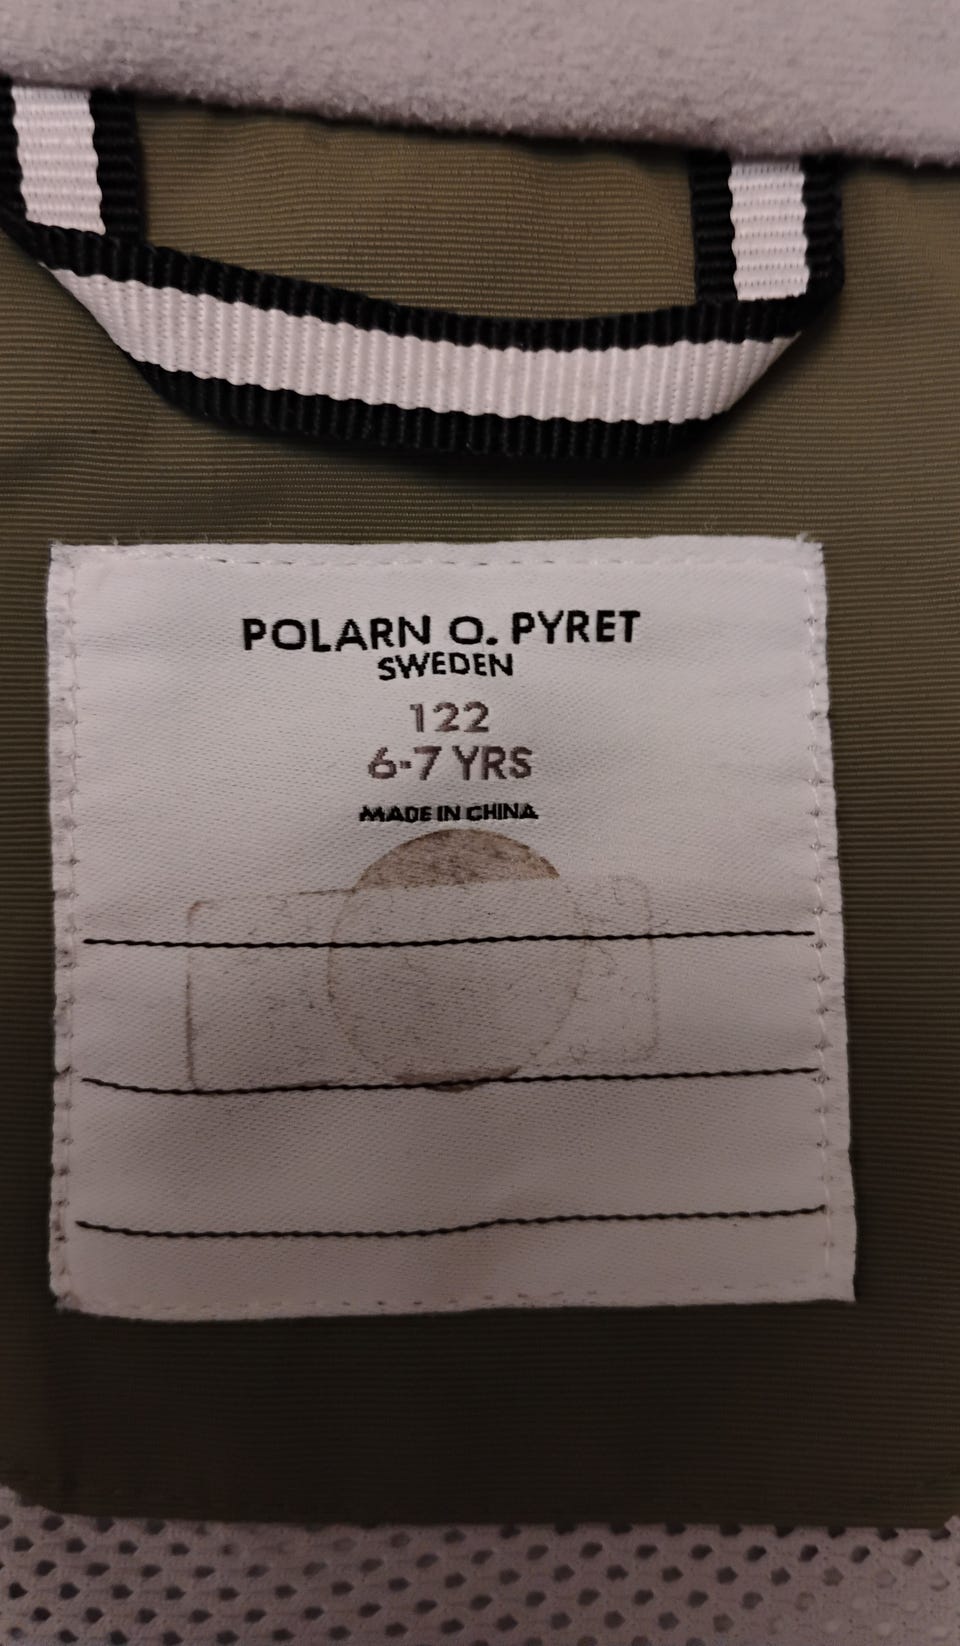 POLARN O. PYRET
SWEDEN
122
6-7 YRS
MADE IN CHINA